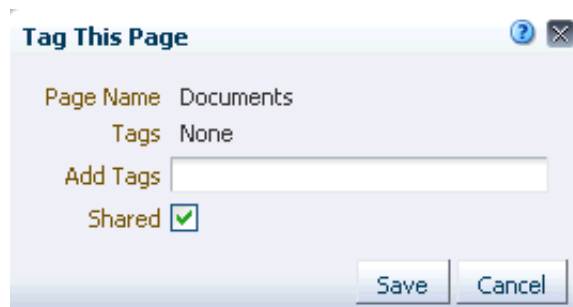 Tag This Page
Page Name Documents
Tags None
Add Tags
Shared
Save Cancel